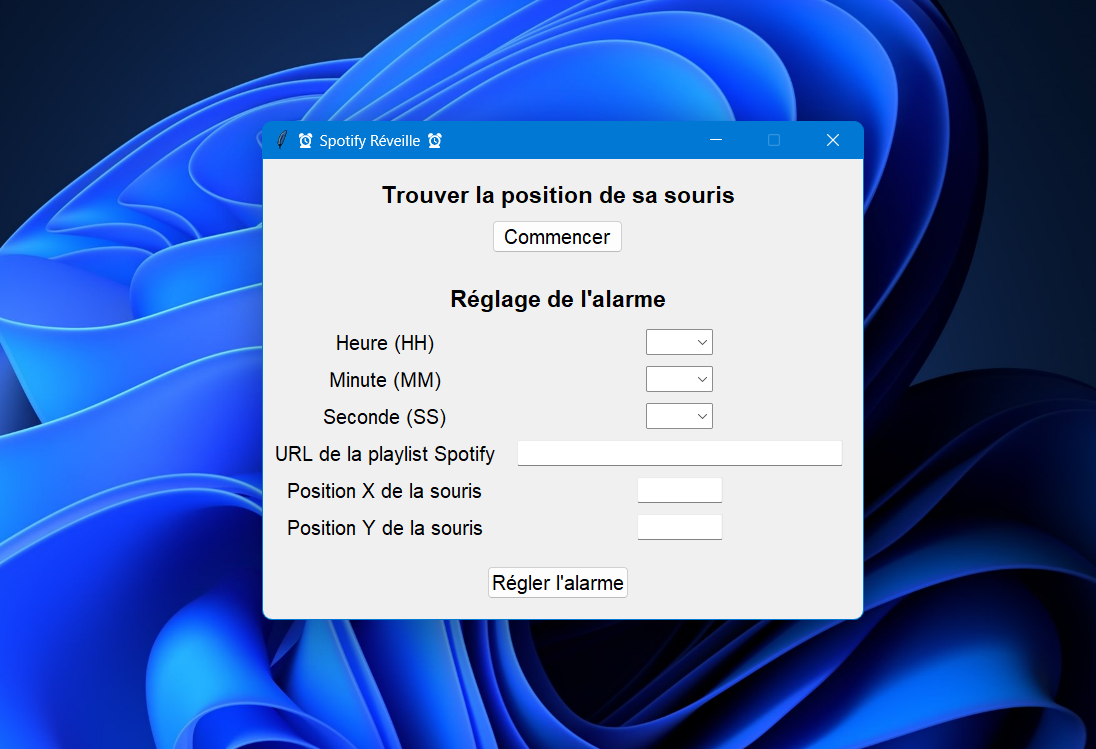 ⏰ Spotify Réveille ⏰
Trouver la position de sa souris
Commencer
Réglage de l'alarme
Heure (HH)
Minute (MM)
Seconde (SS)
URL de la playlist Spotify
Position X de la souris
Position Y de la souris
Régler l'alarme